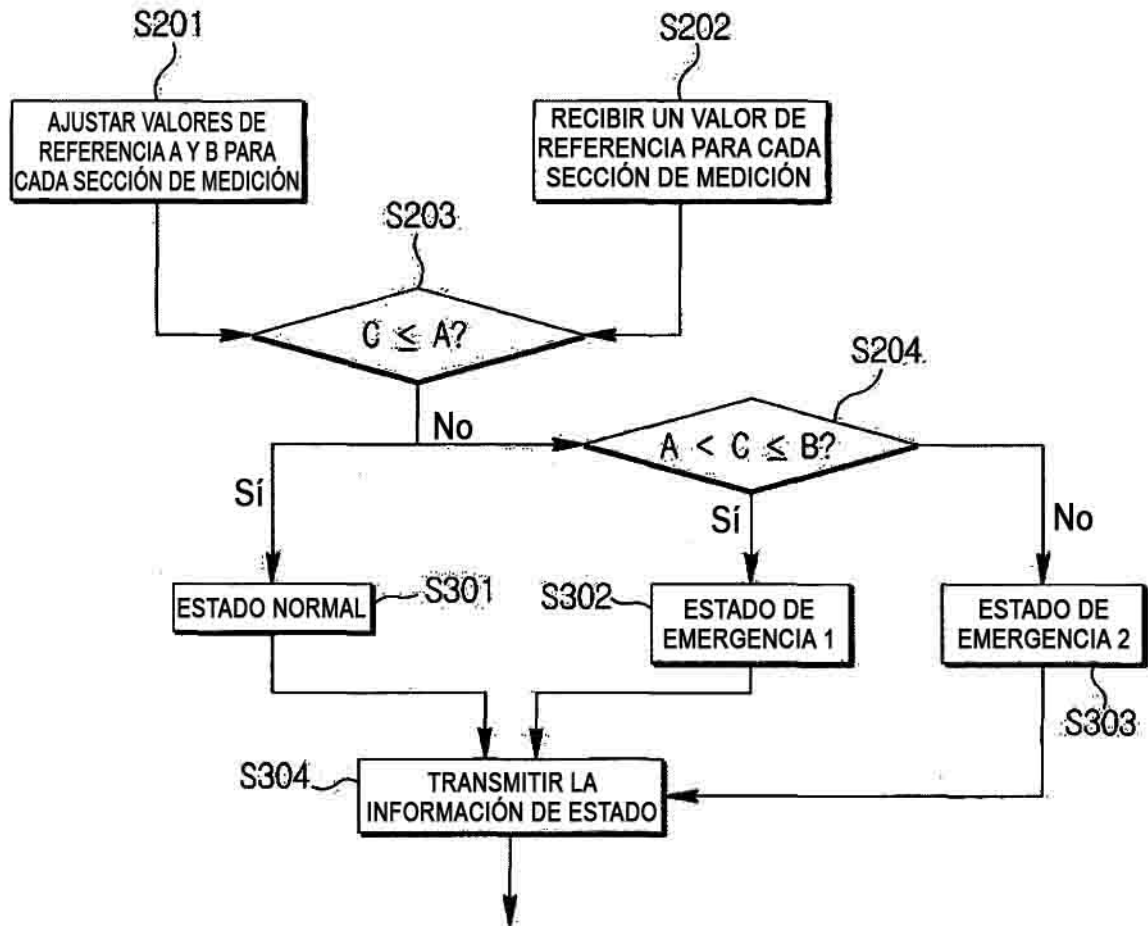 S201
S202
AJUSTAR VALORES DE
REFERENCIA A Y B PARA
CADA SECCIÓN DE MEDICIÓN
RECIBIR UN VALOR DE
REFERENCIA PARA CADA
SECCIÓN DE MEDICIÓN
S203
C ≤ A?
S204
No
A < C ≤ B?
Sí
Sí
No
ESTADO NORMAL
S301
S302
ESTADO DE
EMERGENCIA 1
ESTADO DE
EMERGENCIA 2
S303
S304
TRANSMITIR LA
INFORMACIÓN DE ESTADO